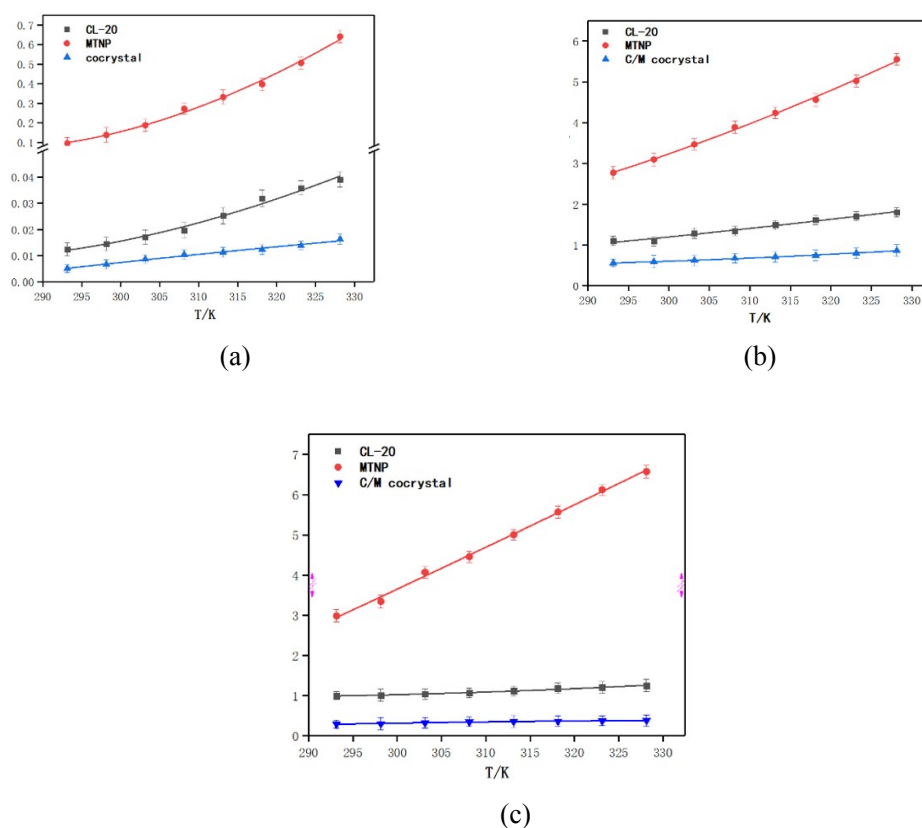 CL-20
MTNP
cocrystal
0.7
0.6
0.5
0.4
0.3
0.2
0.1
0.04
0.03
0.02
0.01
0.00
290 295 300 305 310 315 320 325 330
T/K
(a)
CL-20
MTNP
C/M cocrystal
6
5
4
3
2
1
0
290 295 300 305 310 315 320 325 330
T/K
(b)
CL-20
MTNP
C/M cocrystal
7
6
5
4
3
2
1
0
290 295 300 305 310 315 320 325 330
T/K
(c)